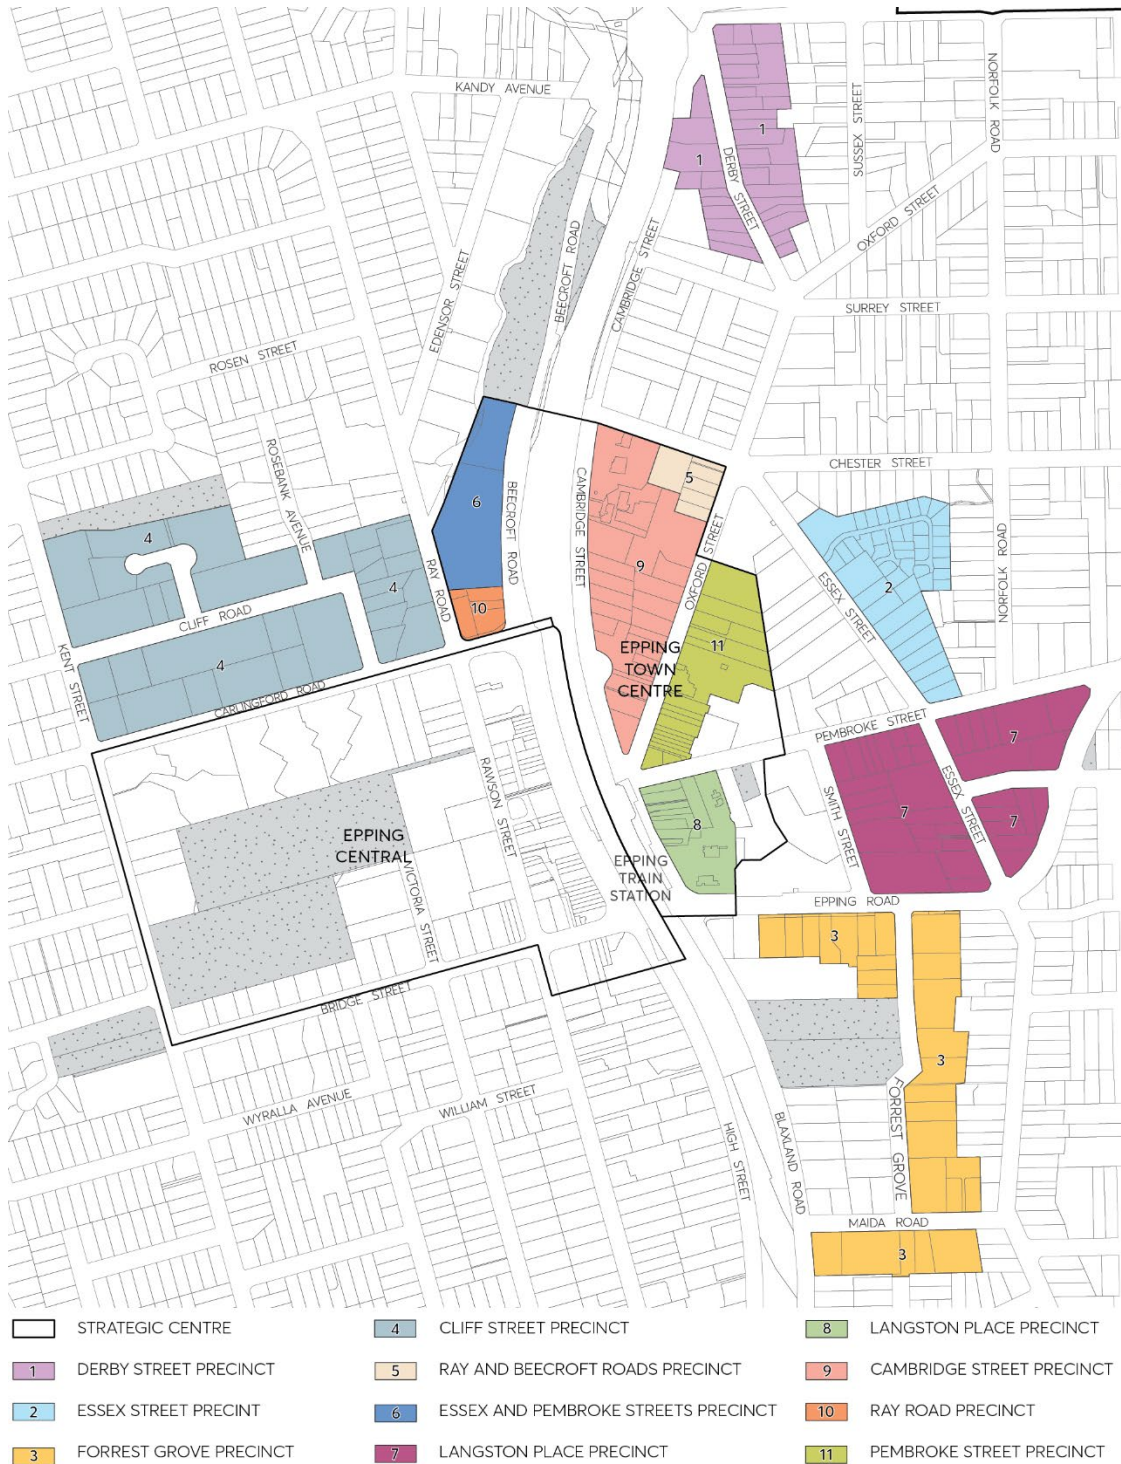 KANDY AVENUE
NORFOLK ROAD
SUSSEX STREET
1
1
DERBY STREET
OXFORD STREET
BEECROFT ROAD
CAMBRIDGE STREET
EDENSOR STREET
SURREY STREET
ROSEN STREET
ROSEBANK AVENUE
CHESTER STREET
5
CAMBRIDGE STREET
6
BEECROFT ROAD
OXFORD STREET
4
NORFOLK ROAD
RAY ROAD
9
ESSEX STREET
2
4
10
CLIFF ROAD
KENT STREET
4
EPPING
TOWN
CENTRE
11
CARLINGFORD ROAD
PEMBROKE STREET
7
RAWSON STREET
SMITH STREET
ESSEX STREET
7
7
8
EPPING
CENTRAL
VICTORIA STREET
EPPING
TRAIN
STATION
EPPING ROAD
3
BRIDGE STREET
3
FORREST GROVE
WYRALLA AVENUE
WILLIAM STREET
HIGH STREET
BLAXLAND ROAD
MAIDA ROAD
3
STRATEGIC CENTRE
1 DERBY STREET PRECINCT
2 ESSEX STREET PRECINT
3 FORREST GROVE PRECINCT
4 CLIFF STREET PRECINCT
5 RAY AND BEECROFT ROADS PRECINCT
6 ESSEX AND PEMBROKE STREETS PRECINCT
7 LANGSTON PLACE PRECINCT
8 LANGSTON PLACE PRECINCT
9 CAMBRIDGE STREET PRECINCT
10 RAY ROAD PRECINCT
11 PEMBROKE STREET PRECINCT